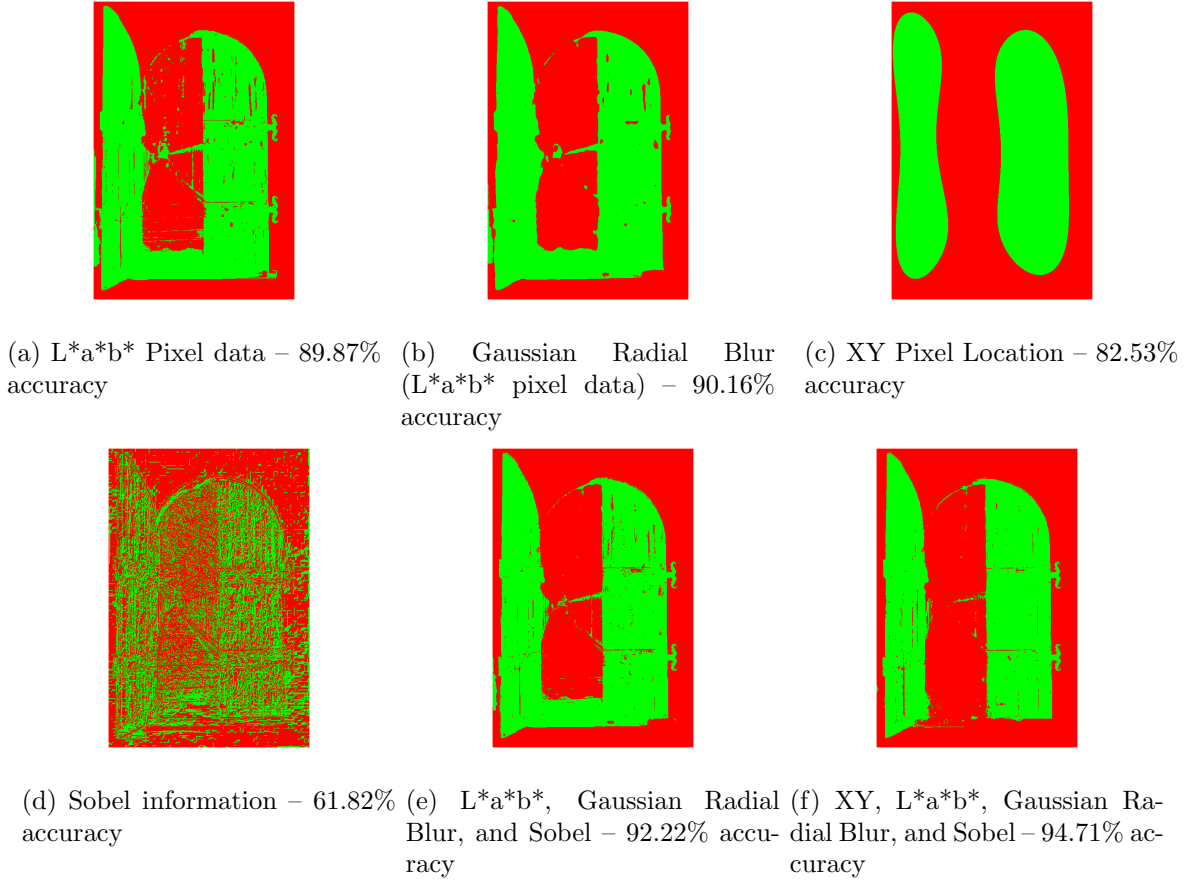 (a) L*a*b* Pixel data – 89.87%
accuracy
(b) Gaussian Radial Blur
(L*a*b* pixel data) – 90.16%
accuracy
(c) XY Pixel Location – 82.53%
accuracy
(d) Sobel information – 61.82%
accuracy
(e) L*a*b*, Gaussian Radial
Blur, and Sobel – 92.22% accu-
racy
(f) XY, L*a*b*, Gaussian Ra-
dial Blur, and Sobel – 94.71% ac-
curacy